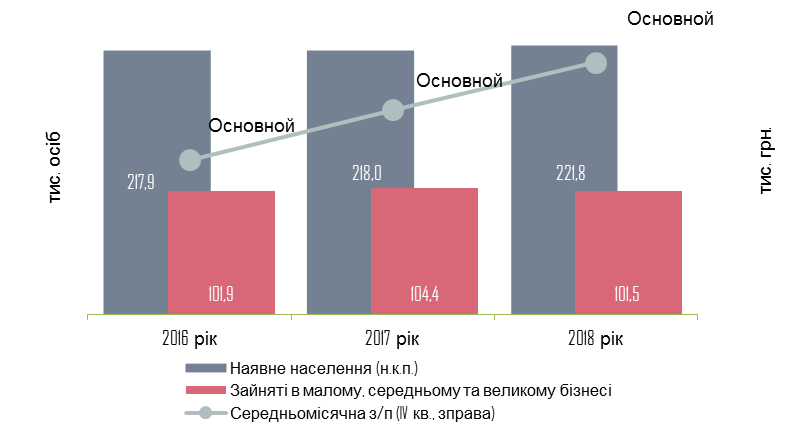 Основной
Основной
Основной
тис. осіб
тис. грн.
217,9
218,0
221,8
101,9
104,4
101,5
2016 рік
2017 рік
2018 рік
Наявне населення (н.к.п.)
Зайняті в малому, середньому та великому бізнесі
Середньомісячна з/п (IV кв., зправа)